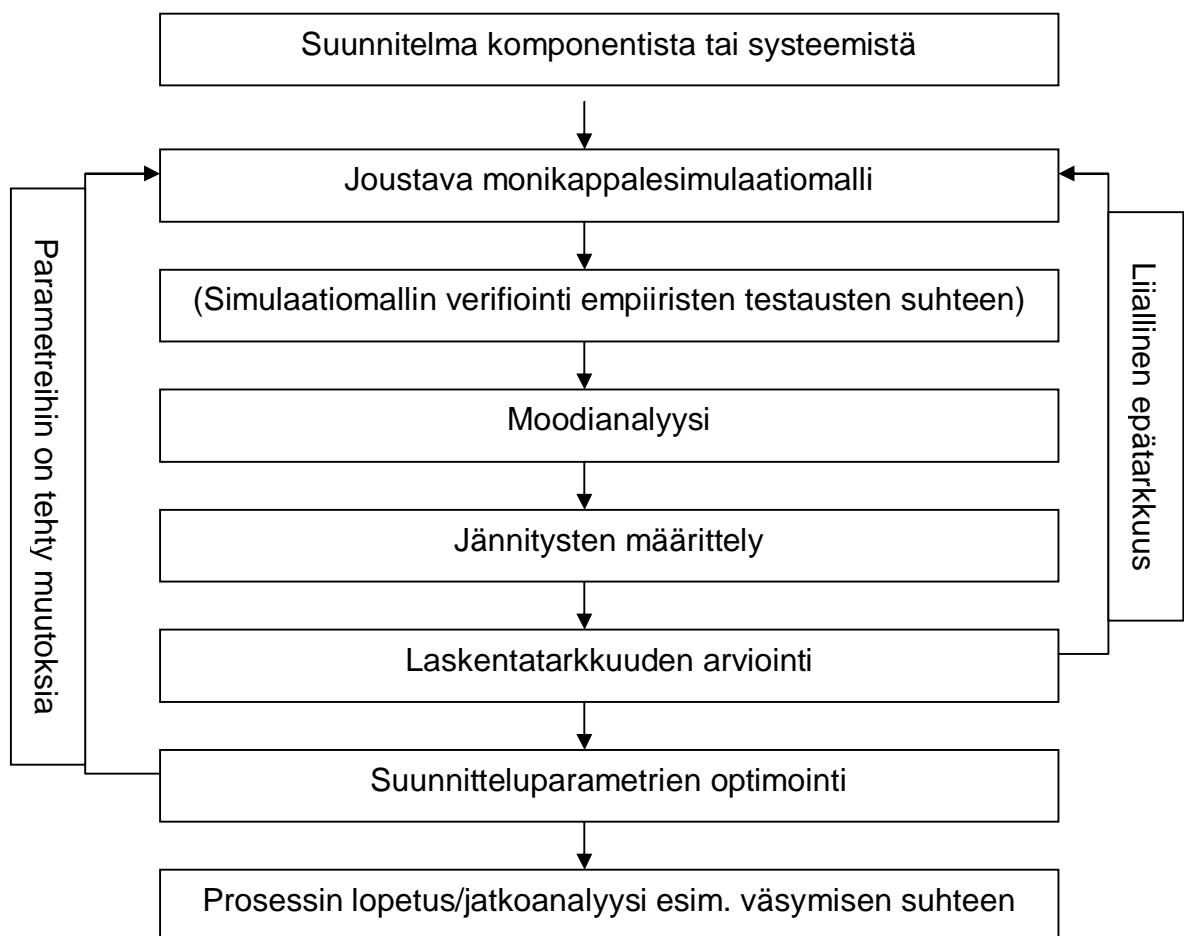 Suunnitelma komponentista tai systeemistä
Joustava monikappalesimulaatiomalli
(Simulaatiomallin verifiointi empiiristen testausten suhteen)
Moodianalyysi
Jännitysten määrittely
Laskentatarkkuuden arviointi
Suunnitteluparametrien optimointi
Prosessin lopetus/jatkoanalyysi esim. väsymisen suhteen
Parametreihin on tehty muutoksia
Liiallinen epätarkkuus